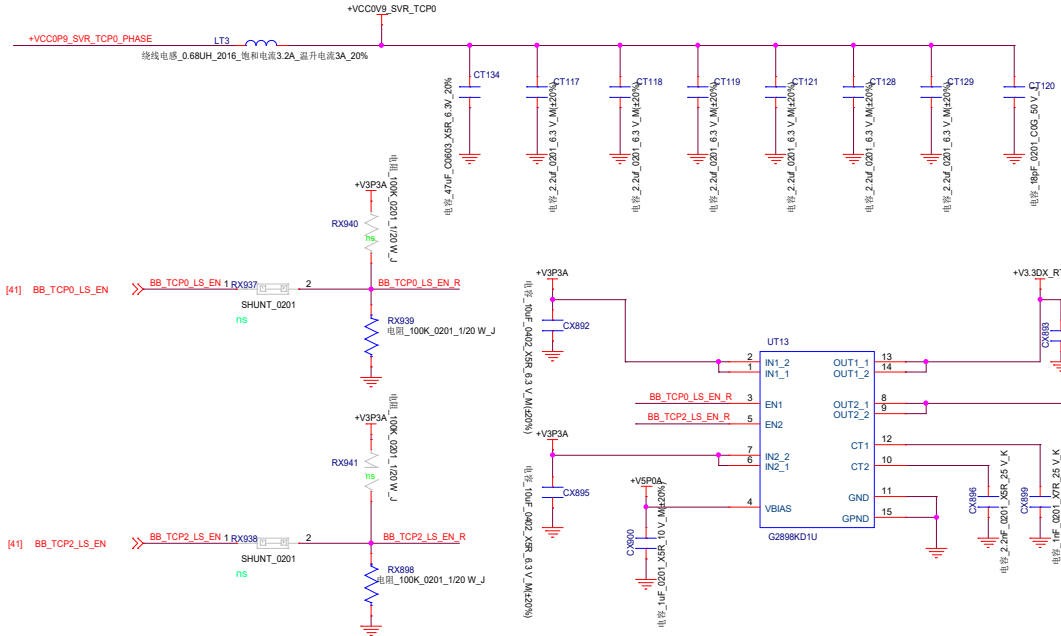 +VCC0V9_SVR_TCP0
+VCC0P9_SVR_TCP0_PHASE
LT3
绕线电感_0.68UH_2016_饱和电流3.2A_温升电流3A_20%
CT134
电容_47uF_C0603_X5R_6.3V_20%
CT117
电容_2.2uf_0201_6.3 V_M(±20%)
CT118
电容_2.2uf_0201_6.3 V_M(±20%)
CT119
电容_2.2uf_0201_6.3 V_M(±20%)
CT121
电容_2.2uf_0201_6.3 V_M(±20%)
CT128
电容_2.2uf_0201_6.3 V_M(±20%)
CT129
电容_2.2uf_0201_6.3 V_M(±20%)
CT120
电容_18pF_0201_C0G_50 V_J
+V3P3A
电阻_100K_0201_1/20 W_J
RX940
ns
[41] BB_TCP0_LS_EN
BB_TCP0_LS_EN 1 RX937 2 BB_TCP0_LS_EN_R
SHUNT_0201
ns
RX939
电阻_100K_0201_1/20 W_J
+V3P3A
电阻_100K_0201_1/20 W_J
RX941
ns
[41] BB_TCP2_LS_EN
BB_TCP2_LS_EN 1 RX938 2 BB_TCP2_LS_EN_R
SHUNT_0201
ns
RX898
电阻_100K_0201_1/20 W_J
+V3P3A
CX892
电容_10uF_0402_X5R_6.3 V_M(±20%)
+V3P3A
CX895
电容_10uF_0402_X5R_6.3 V_M(±20%)
+V5P0A
CX900
电容_1uF_0201_X5R_10 V_M(±20%)
BB_TCP0_LS_EN_R
BB_TCP2_LS_EN_R
UT13
2 IN1_2 OUT1_1 13
1 IN1_1 OUT1_2 14
3 EN1 OUT2_1 8
OUT2_2 9
5 EN2
CT1 12
7 IN2_2
6 IN2_1 CT2 10
GND 11
4 VBIAS GPND 15
G2898KD1U
+V3.3DX_RT
CX893
CX896
电容_2.2nF_0201_X5R_25 V_K
CX899
电容_1nF_0201_X7R_25 V_K